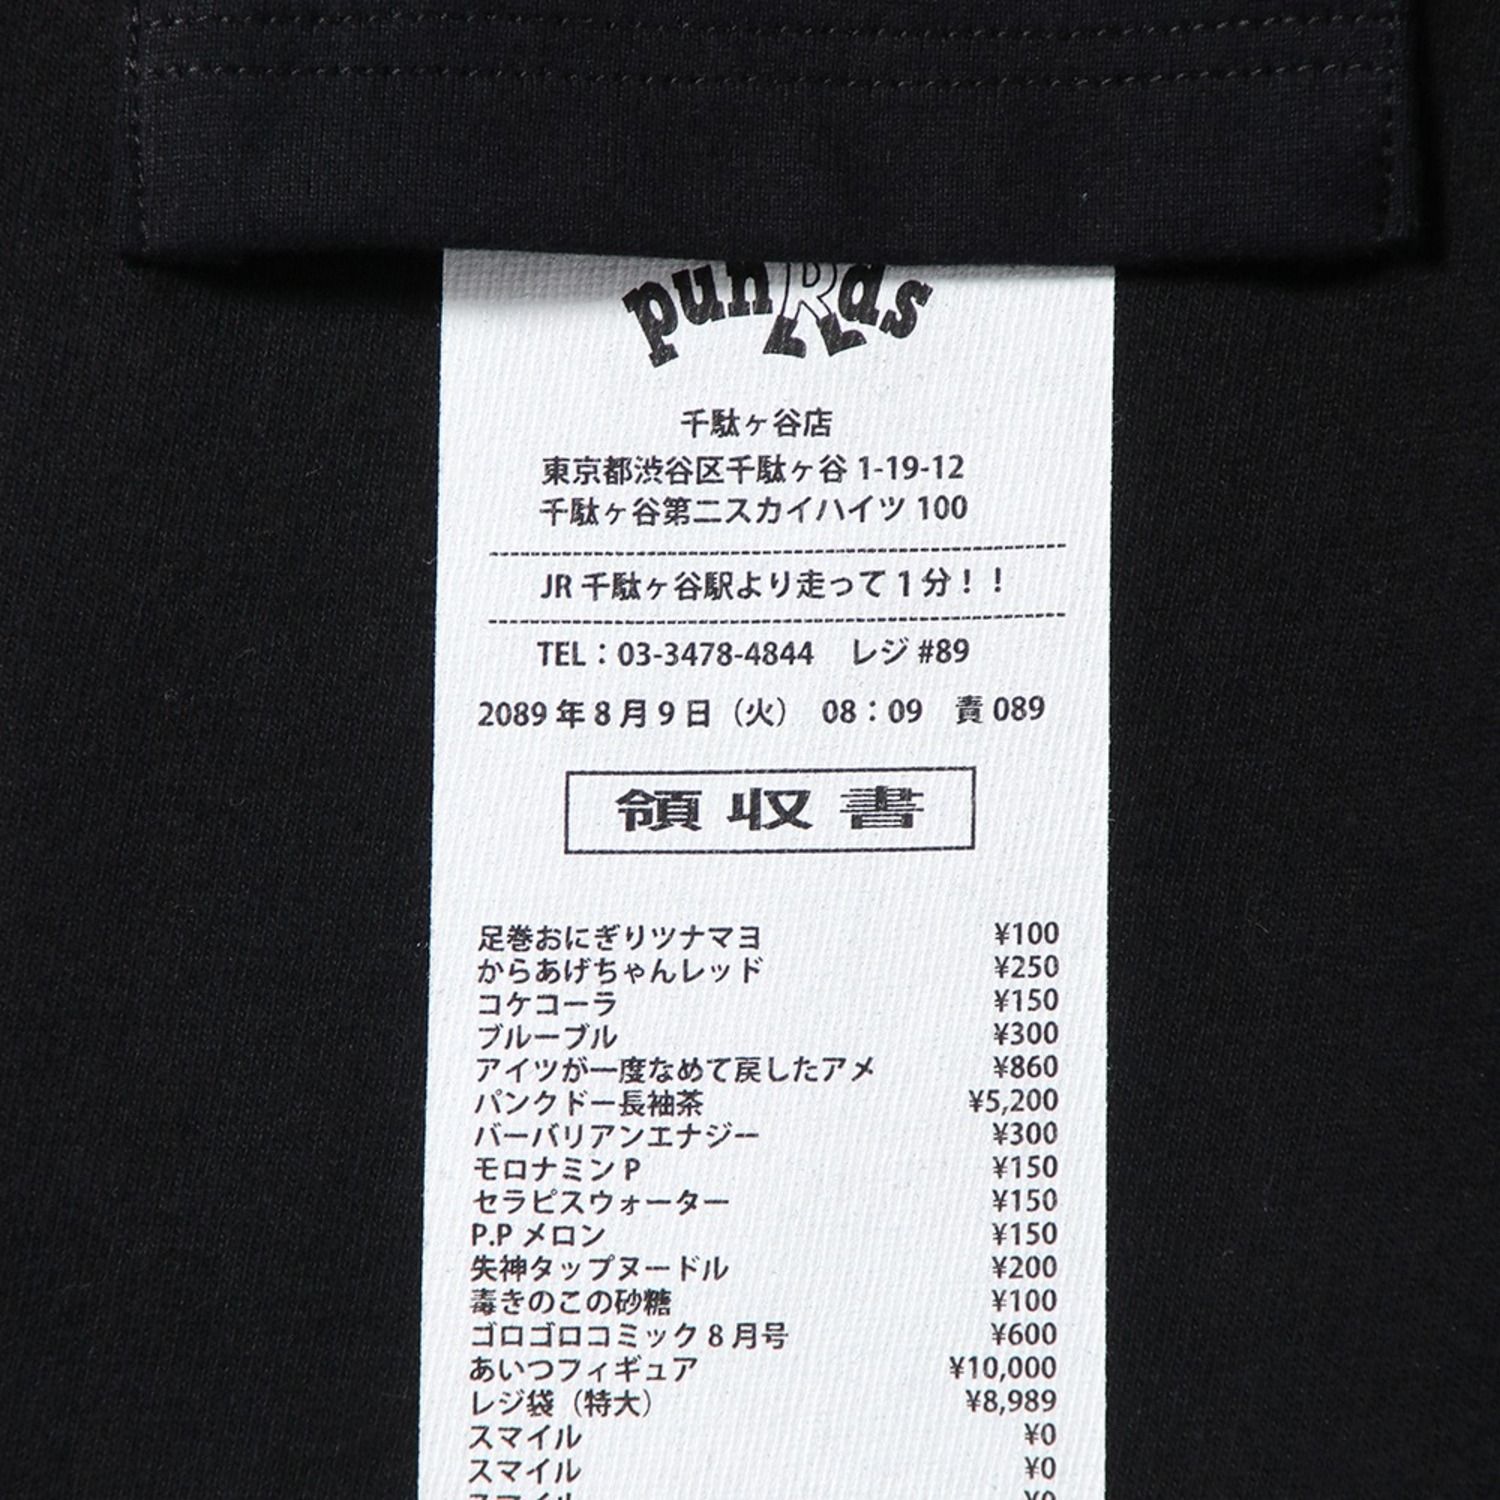 punRds
千駄ヶ谷店
東京都渋谷区千駄ヶ谷 1-19-12
千駄ヶ谷第二スカイハイツ 100
JR 千駄ヶ谷駅より走って 1 分！！
TEL：03-3478-4844　レジ #89
2089 年 8 月 9 日（火）　08：09　責 089
領収書
足巻おにぎりツナマヨ ¥100
からあげちゃんレッド ¥250
コケコーラ ¥150
ブルーブル ¥300
アイツが一度なめて戻したアメ ¥860
パンクドー長袖茶 ¥5,200
バーバリアンエナジー ¥300
モロナミン P ¥150
セラピスウォーター ¥150
P.P メロン ¥150
失神タップヌードル ¥200
毒きのこの砂糖 ¥100
ゴロゴロコミック 8 月号 ¥600
あいつフィギュア ¥10,000
レジ袋（特大） ¥8,989
スマイル ¥0
スマイル ¥0